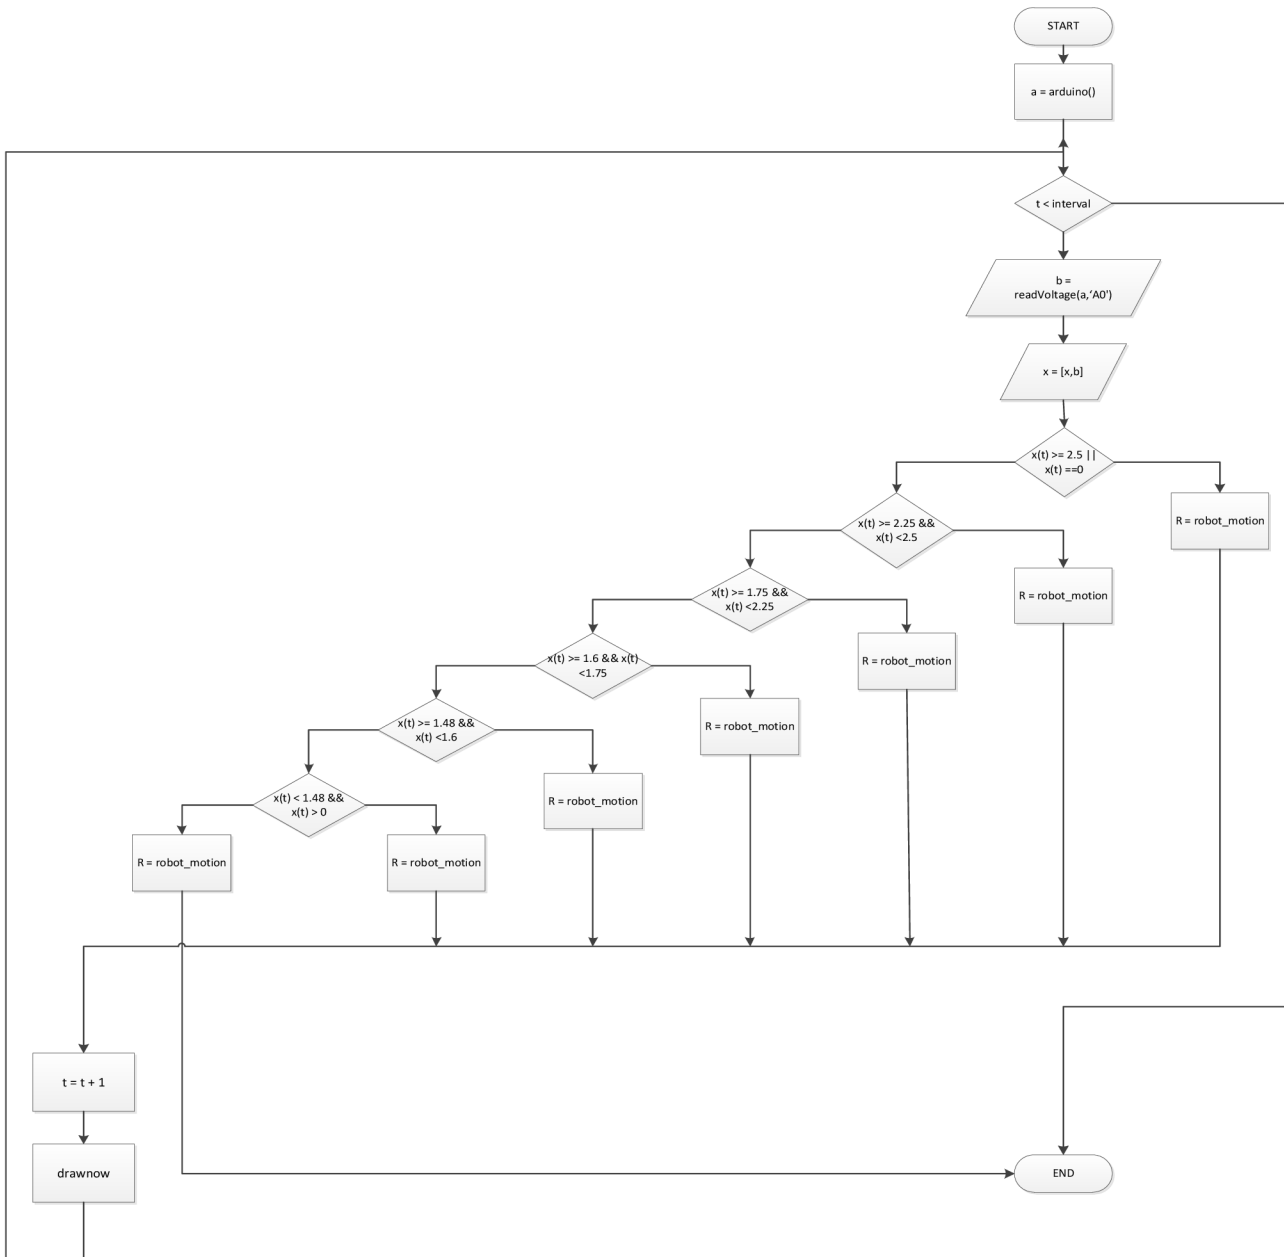 START
a = arduino()
t < interval
b =
readVoltage(a,‘A0’)
x = [x,b]
x(t) >= 2.5 ||
x(t) ==0
R = robot_motion
x(t) >= 2.25 &&
x(t) <2.5
R = robot_motion
x(t) >= 1.75 &&
x(t) <2.25
R = robot_motion
x(t) >= 1.6 && x(t)
<1.75
R = robot_motion
x(t) >= 1.48 &&
x(t) <1.6
R = robot_motion
x(t) < 1.48 &&
x(t) > 0
R = robot_motion
R = robot_motion
t = t + 1
drawnow
END